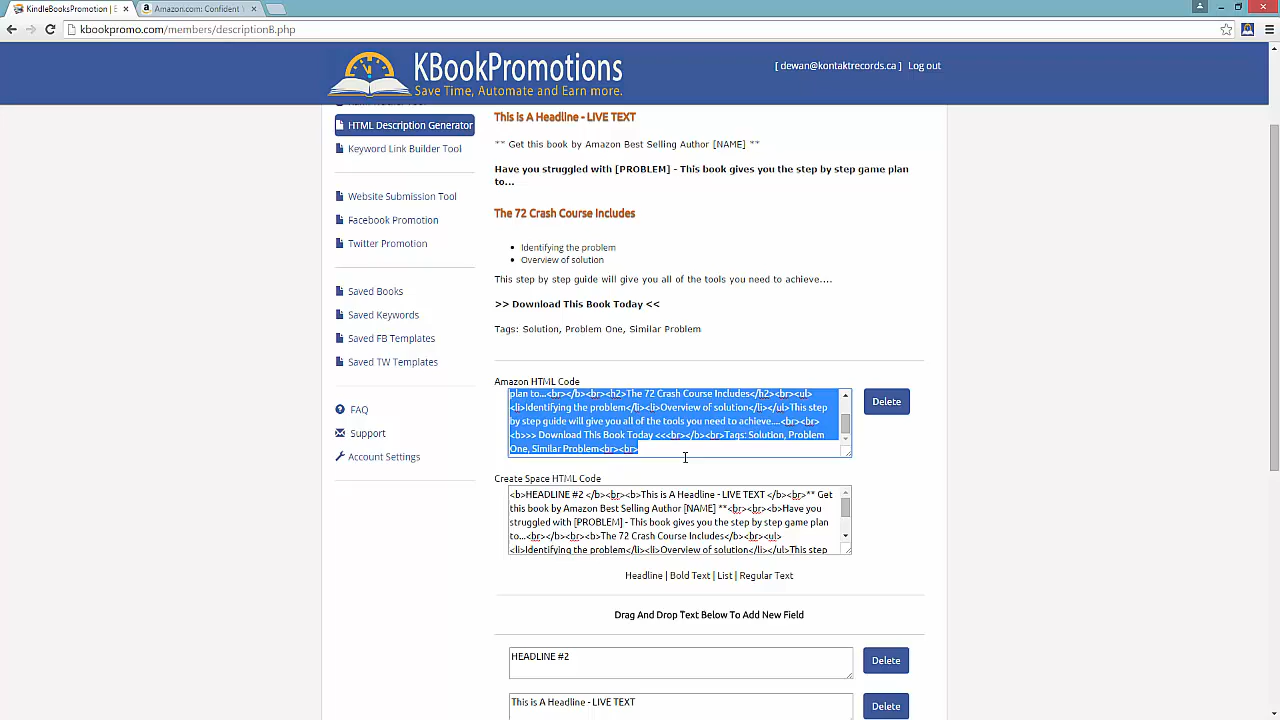 KindleBooksPromotion | E
Amazon.com: Confident
kbookpromo.com/members/descriptionB.php
KBookPromotions
Save Time, Automate and Earn more.
[ dewan@kontaktrecords.ca ] Log out
HTML Description Generator
Keyword Link Builder Tool
Website Submission Tool
Facebook Promotion
Twitter Promotion
Saved Books
Saved Keywords
Saved FB Templates
Saved TW Templates
FAQ
Support
Account Settings
This is A Headline - LIVE TEXT
** Get this book by Amazon Best Selling Author [NAME] **
Have you struggled with [PROBLEM] - This book gives you the step by step game plan
to...
The 72 Crash Course Includes
Identifying the problem
Overview of solution
This step by step guide will give you all of the tools you need to achieve....
>> Download This Book Today <<
Tags: Solution, Problem One, Similar Problem
Amazon HTML Code
plan to...<br></b><br><h2>The 72 Crash Course Includes</h2><br><ul>
<li>Identifying the problem</li><li>Overview of solution</li></ul>This step
by step guide will give you all of the tools you need to achieve....<br><br>
<b>>> Download This Book Today <<<br></b><br>Tags: Solution, Problem
One, Similar Problem<br><br>
Delete
Create Space HTML Code
<b>HEADLINE #2 </b><br><b>This is A Headline - LIVE TEXT </b><br>** Get
this book by Amazon Best Selling Author [NAME] **<br><br><b>Have you
struggled with [PROBLEM] - This book gives you the step by step game plan
to...<br></b><br><b>The 72 Crash Course Includes</b><br><ul>
<li>Identifying the problem</li><li>Overview of solution</li></ul>This step
Headline | Bold Text | List | Regular Text
Drag And Drop Text Below To Add New Field
HEADLINE #2
Delete
This is A Headline - LIVE TEXT
Delete